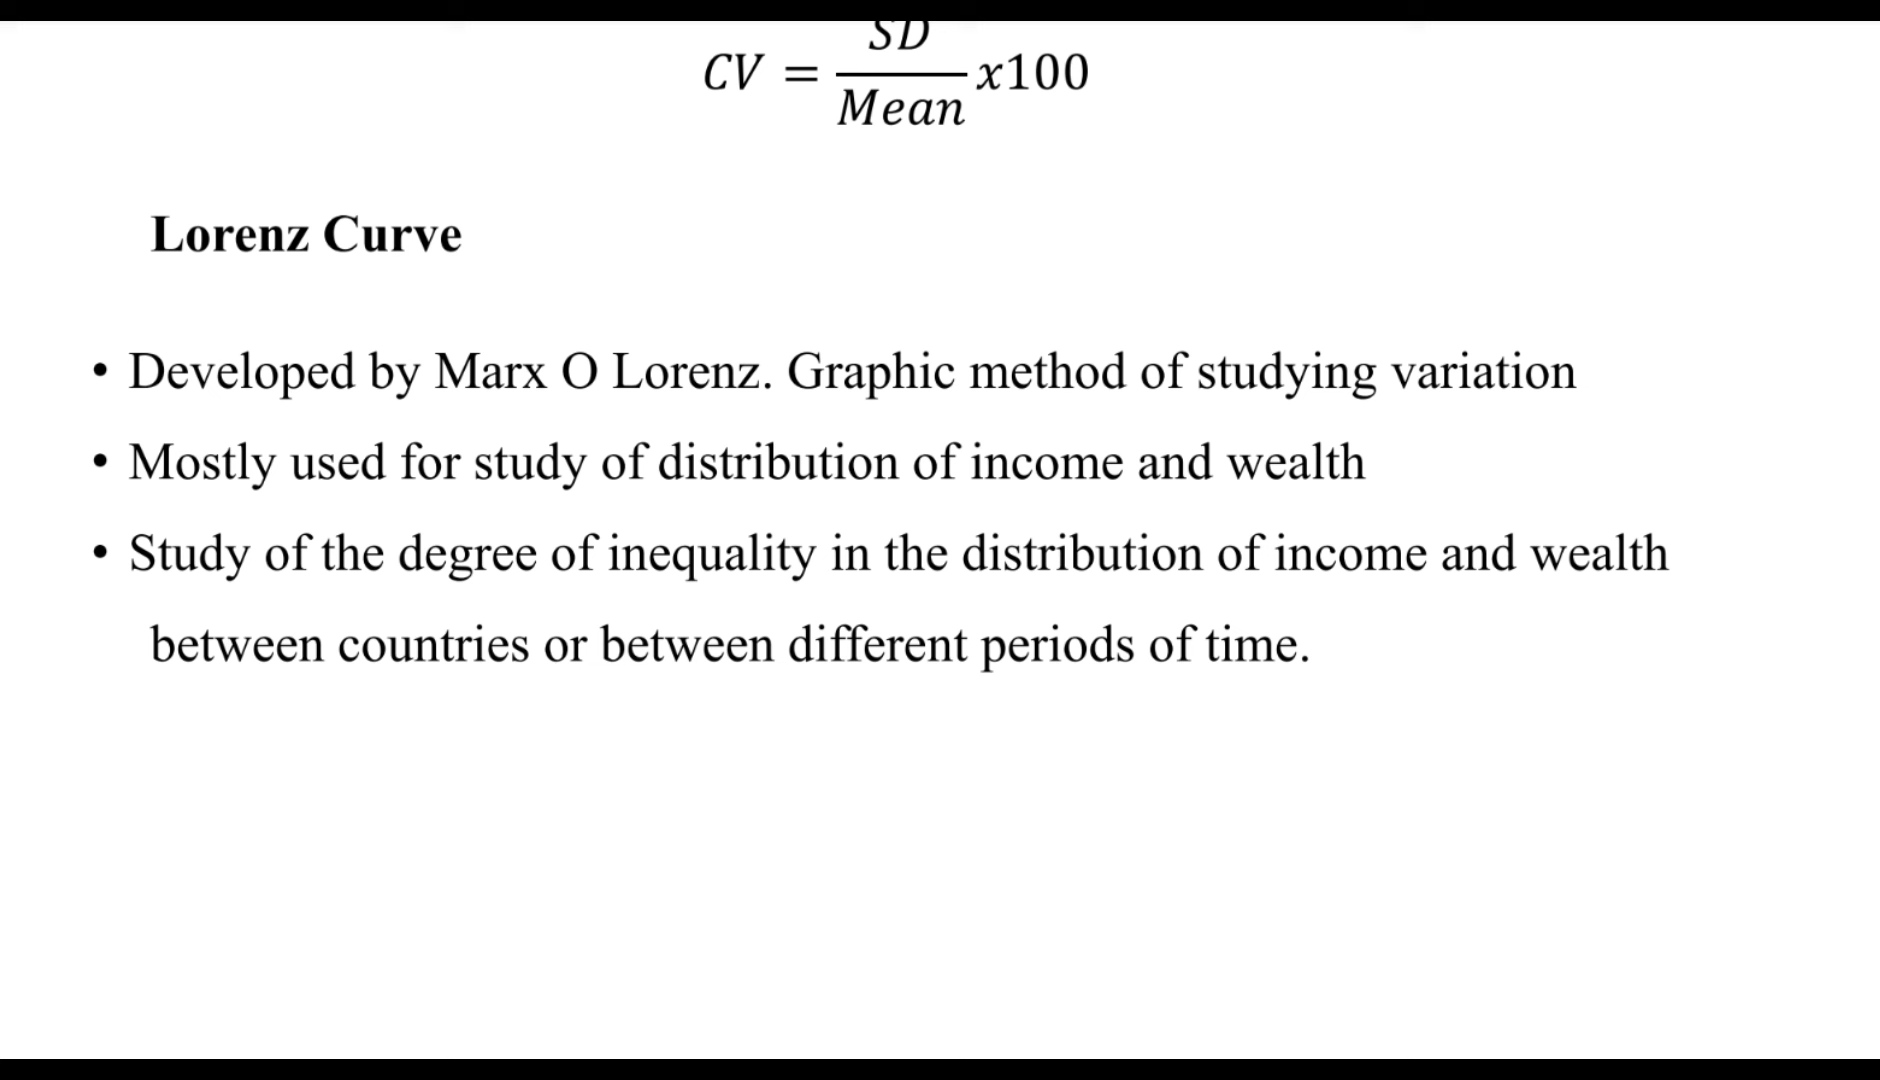 CV = SD/Mean x100
Lorenz Curve
• Developed by Marx O Lorenz. Graphic method of studying variation
• Mostly used for study of distribution of income and wealth
• Study of the degree of inequality in the distribution of income and wealth
between countries or between different periods of time.